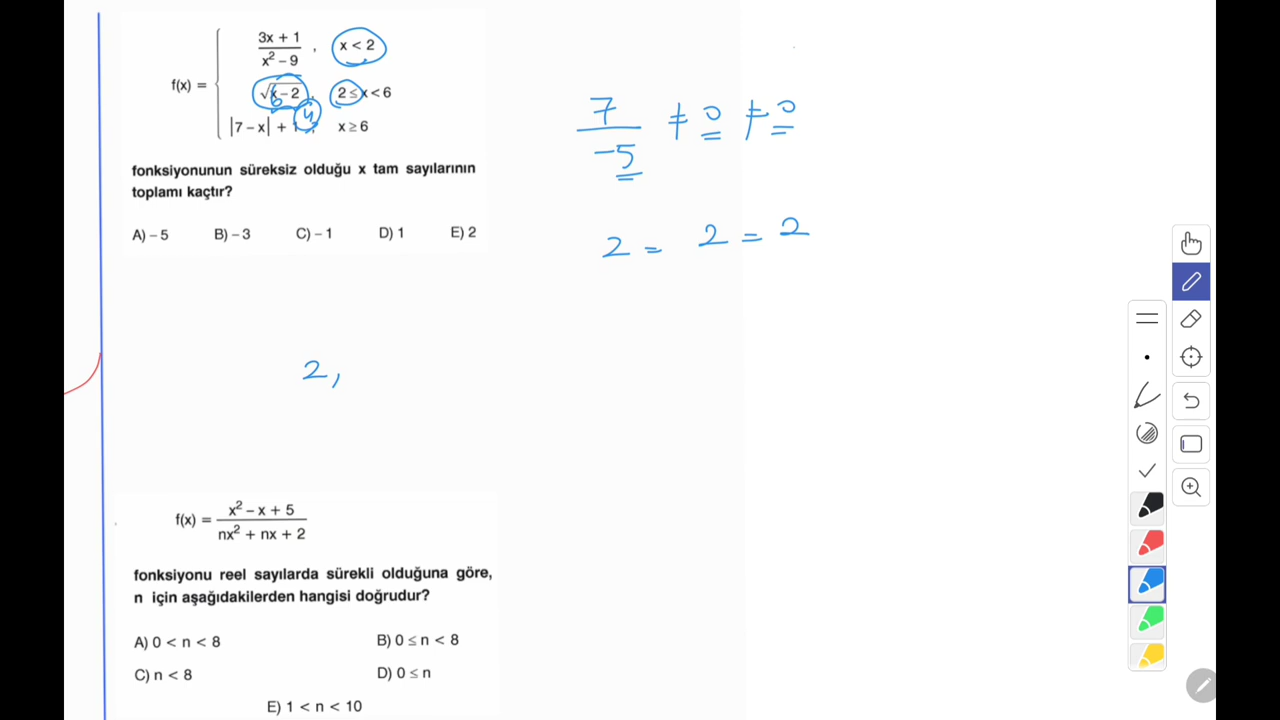 f(x) = { 3x + 1 / x² − 9 , x < 2
√x − 2 , 2 ≤ x < 6
|7 − x| + 1 , x ≥ 6
6
4
fonksiyonunun süreksiz olduğu x tam sayılarının
toplamı kaçtır?
A) − 5 B) − 3 C) − 1 D) 1 E) 2
7 / −5 ≠ 0 ≠ 0
2 = 2 = 2
2,
f(x) = x² − x + 5 / nx² + nx + 2
fonksiyonu reel sayılarda sürekli olduğuna göre,
n için aşağıdakilerden hangisi doğrudur?
A) 0 < n < 8 B) 0 ≤ n < 8
C) n < 8 D) 0 ≤ n
E) 1 < n < 10